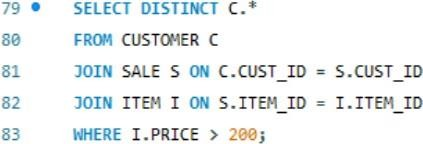 79 SELECT DISTINCT C.*
80 FROM CUSTOMER C
81 JOIN SALE S ON C.CUST_ID = S.CUST_ID
82 JOIN ITEM I ON S.ITEM_ID = I.ITEM_ID
83 WHERE I.PRICE > 200;